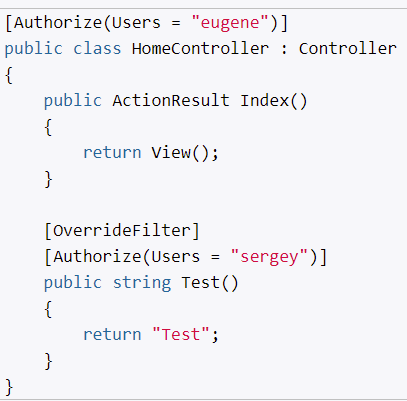 [Authorize(Users = "eugene")]
public class HomeController : Controller
{
    public ActionResult Index()
    {
        return View();
    }

    [OverrideFilter]
    [Authorize(Users = "sergey")]
    public string Test()
    {
        return "Test";
    }
}